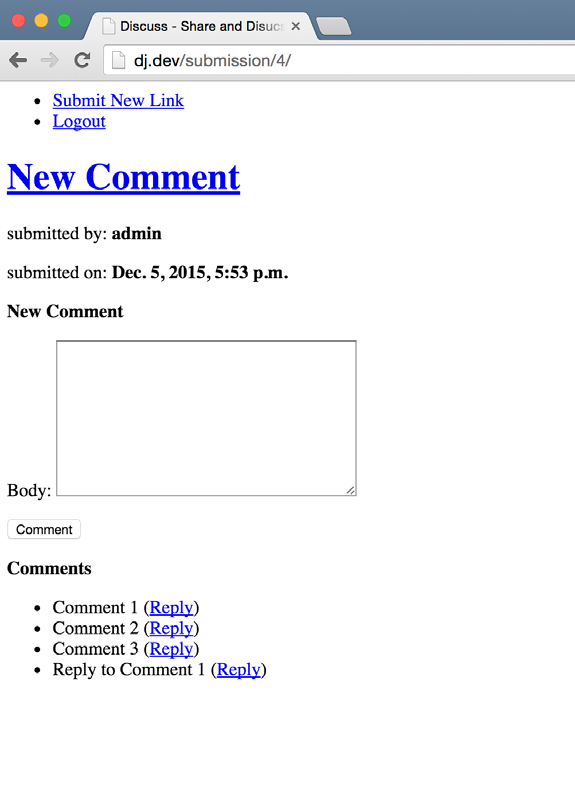 Discuss - Share and Disucs
dj.dev/submission/4/
Submit New Link
Logout
New Comment
submitted by: admin
submitted on: Dec. 5, 2015, 5:53 p.m.
New Comment
Body:
Comment
Comments
Comment 1 (Reply)
Comment 2 (Reply)
Comment 3 (Reply)
Reply to Comment 1 (Reply)